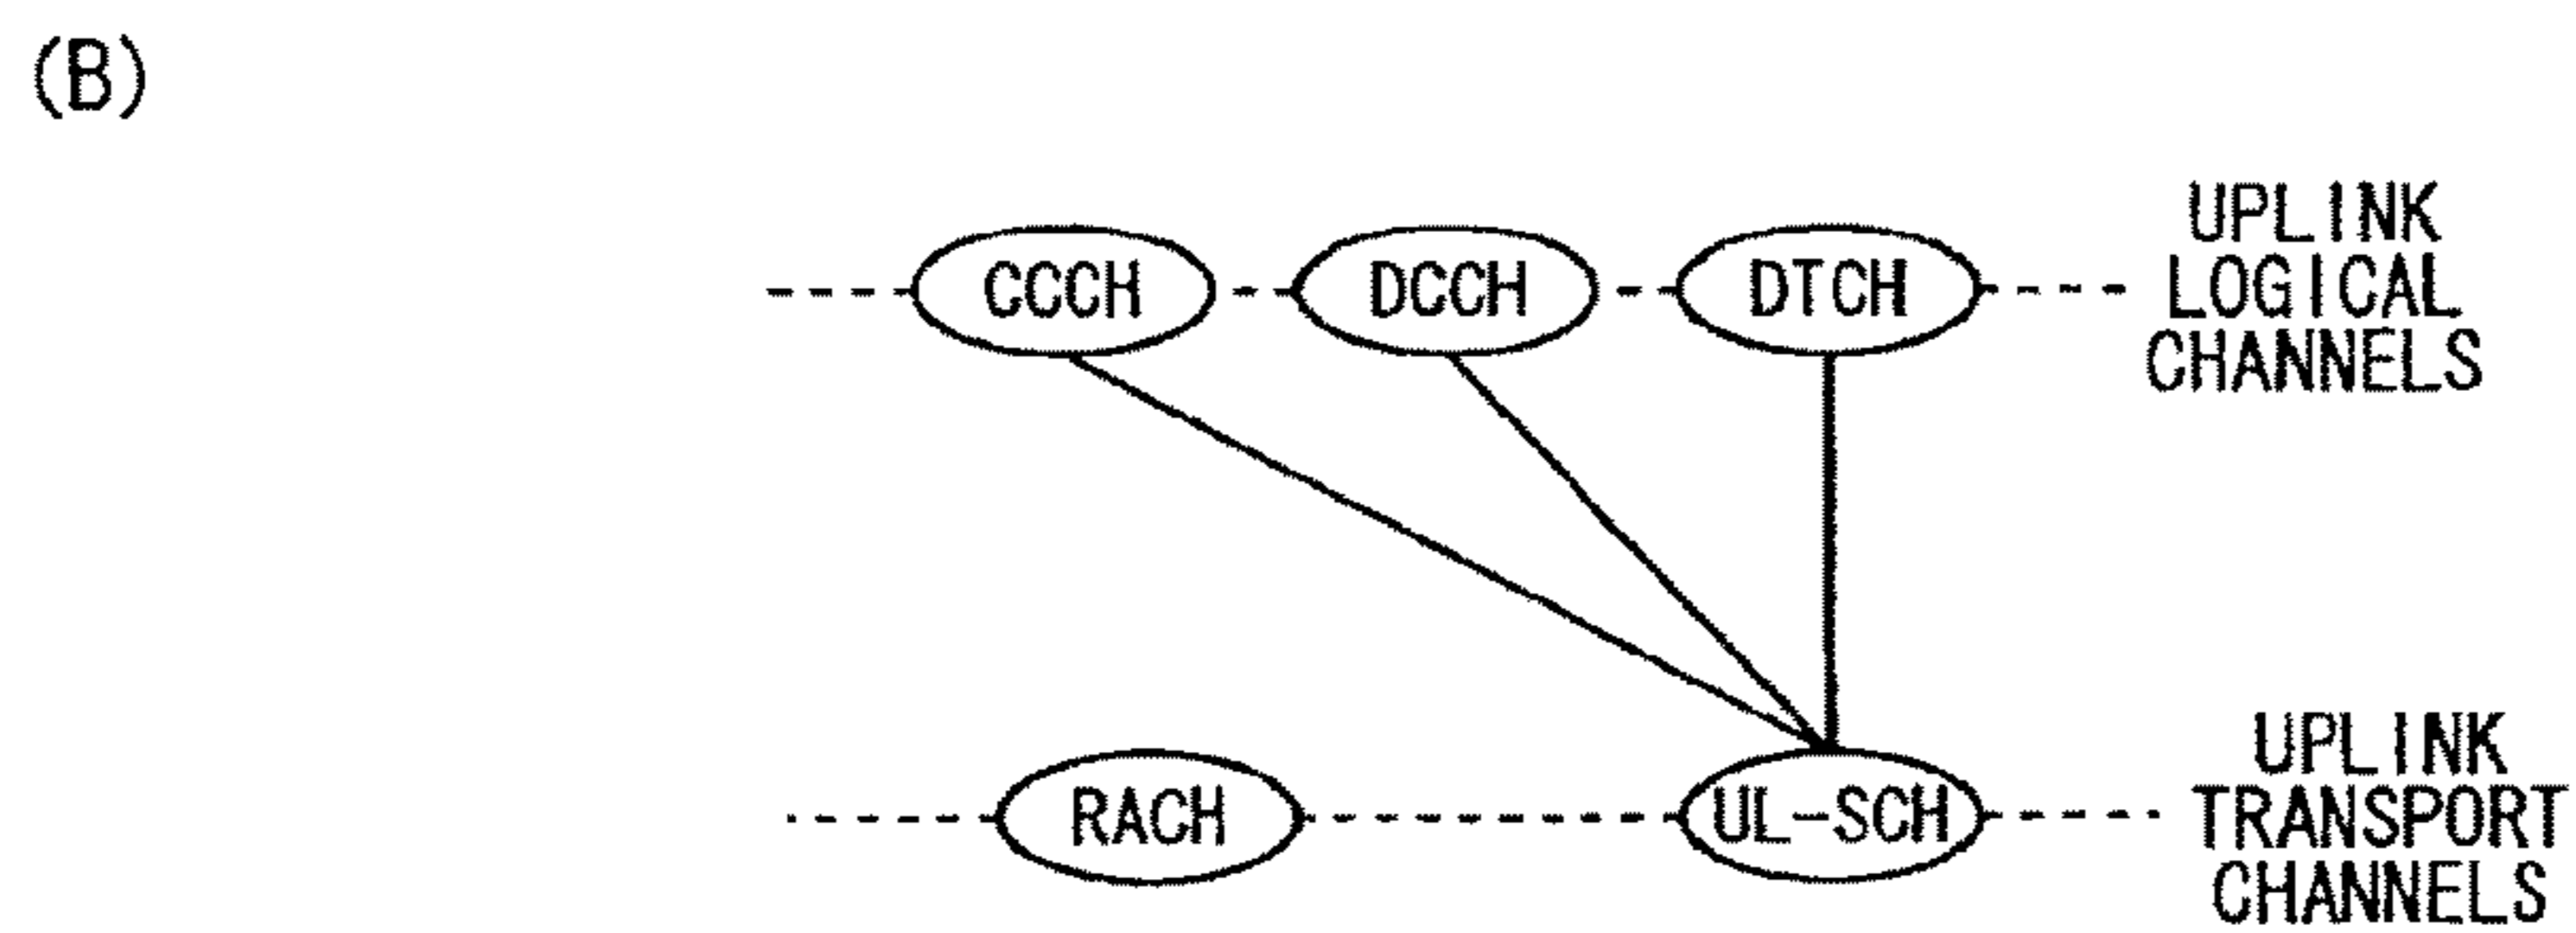 (B)
CCCH DCCH DTCH
UPLINK
LOGICAL
CHANNELS
RACH UL-SCH
UPLINK
TRANSPORT
CHANNELS